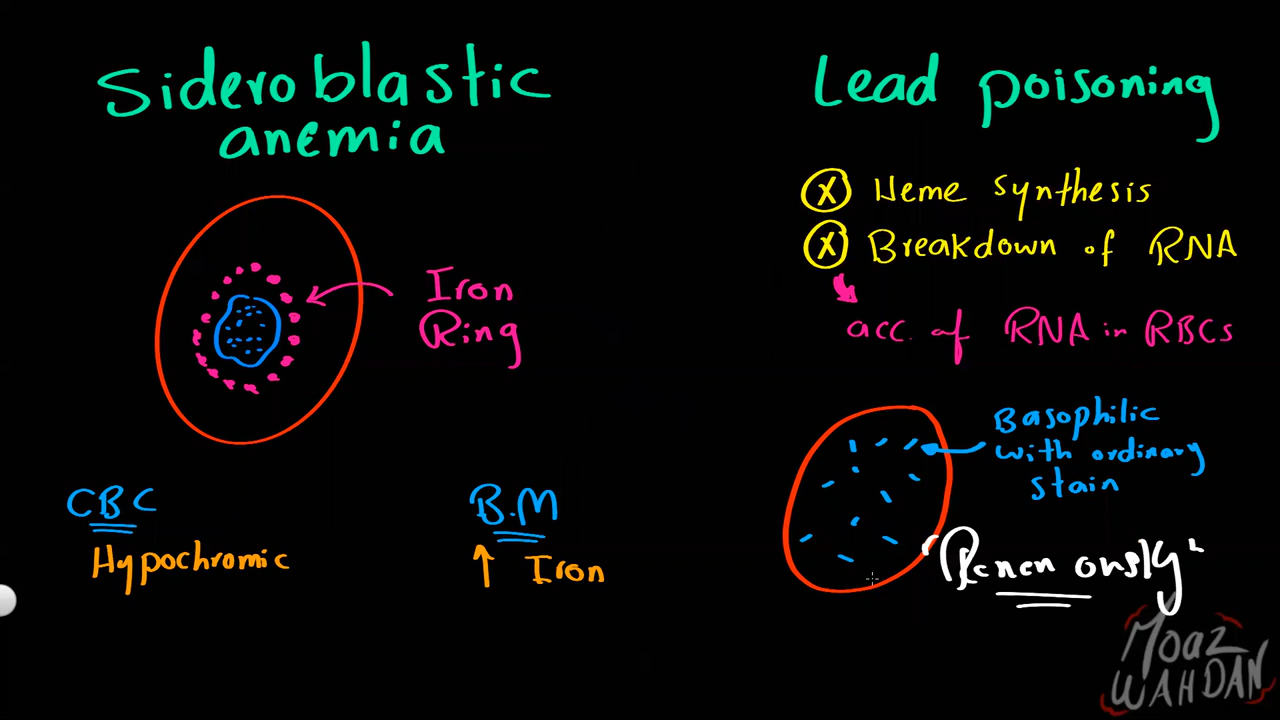 Sideroblastic
anemia
Iron
Ring
CBC
Hypochromic
B.M
↑ Iron
Lead poisoning
X Heme synthesis
X Breakdown of RNA
acc. of RNA in RBCs
Basophilic
with ordinary
stain
MOAZ
WAHDAN